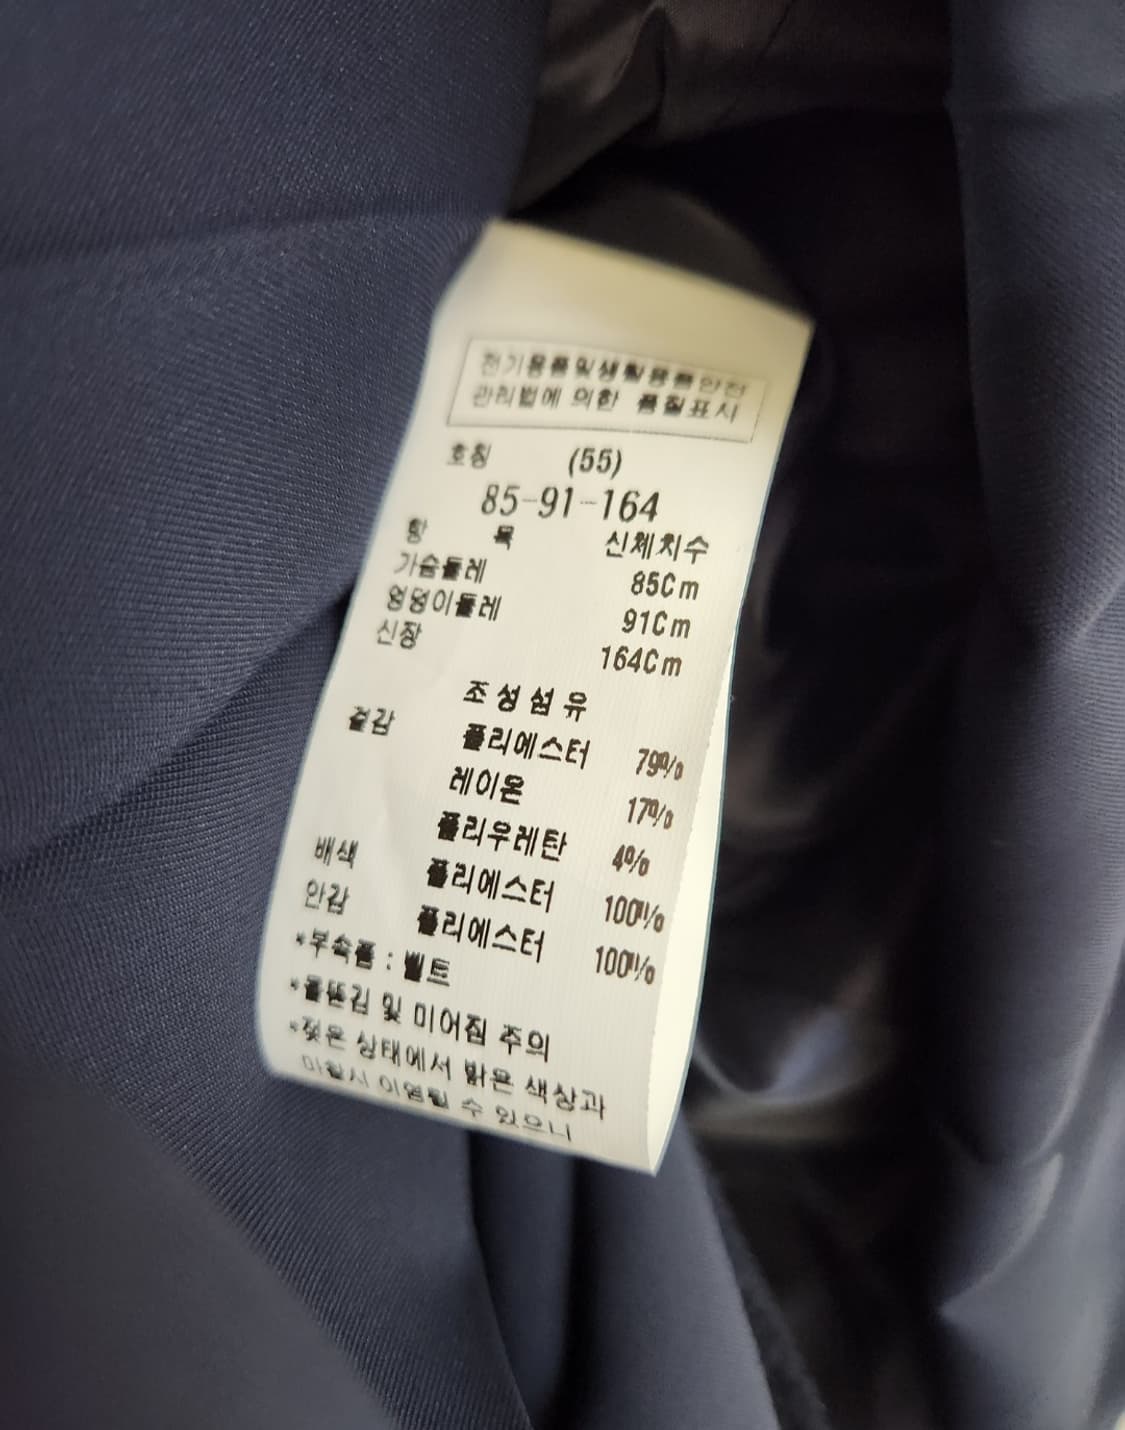 전기용품및생활용품안전
관리법에 의한 품질표시
호칭 (55)
85-91-164
항 목 신체치수
가슴둘레 85Cm
엉덩이둘레 91Cm
신장 164Cm
조성섬유
겉감 폴리에스터 79%
레이온 17%
폴리우레탄 4%
배색 폴리에스터 100%
안감 폴리에스터 100%
*부속품 : 벨트
*올뜯김 및 미어짐 주의
*젖은 상태에서 밝은 색상과
마찰시 이염될 수 있으니